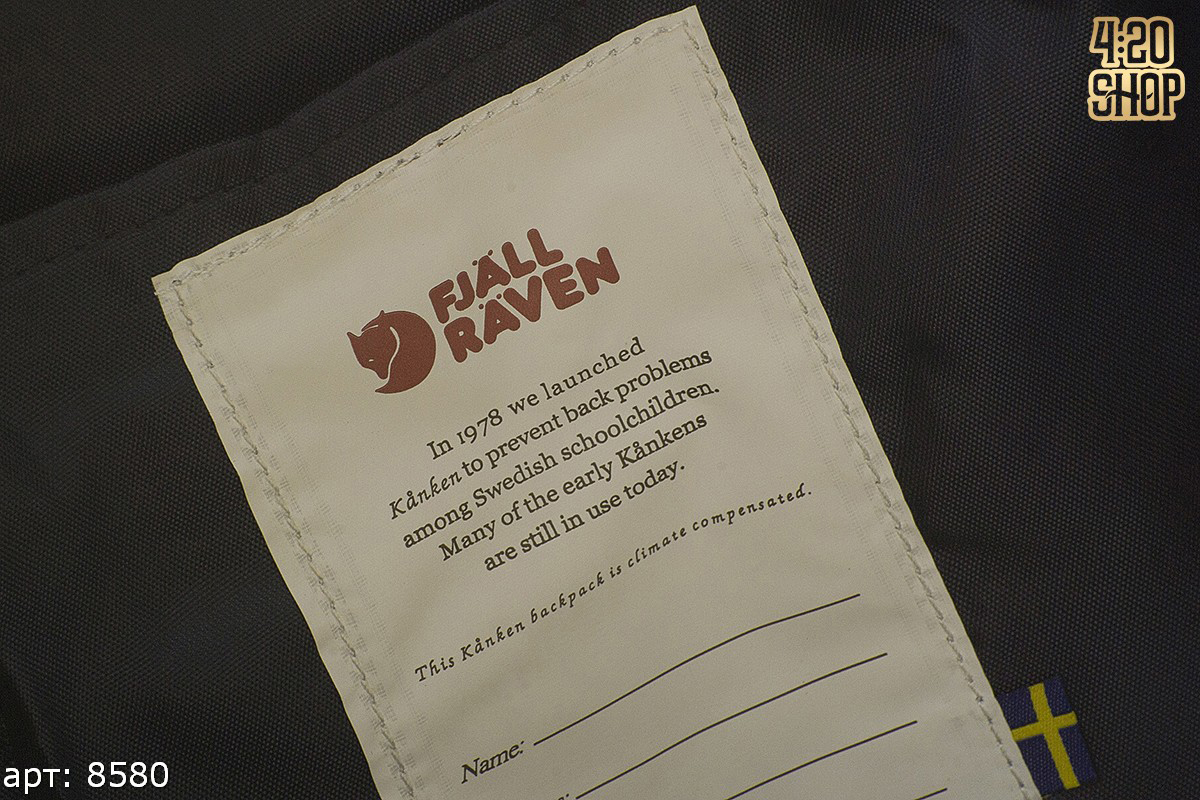 4:20
SHOP
FJÄLL
RÄVEN
In 1978 we launched
Kånken to prevent back problems
among Swedish schoolchildren.
Many of the early Kånkens
are still in use today.
This Kånken backpack is climate compensated.
Name:
арт: 8580